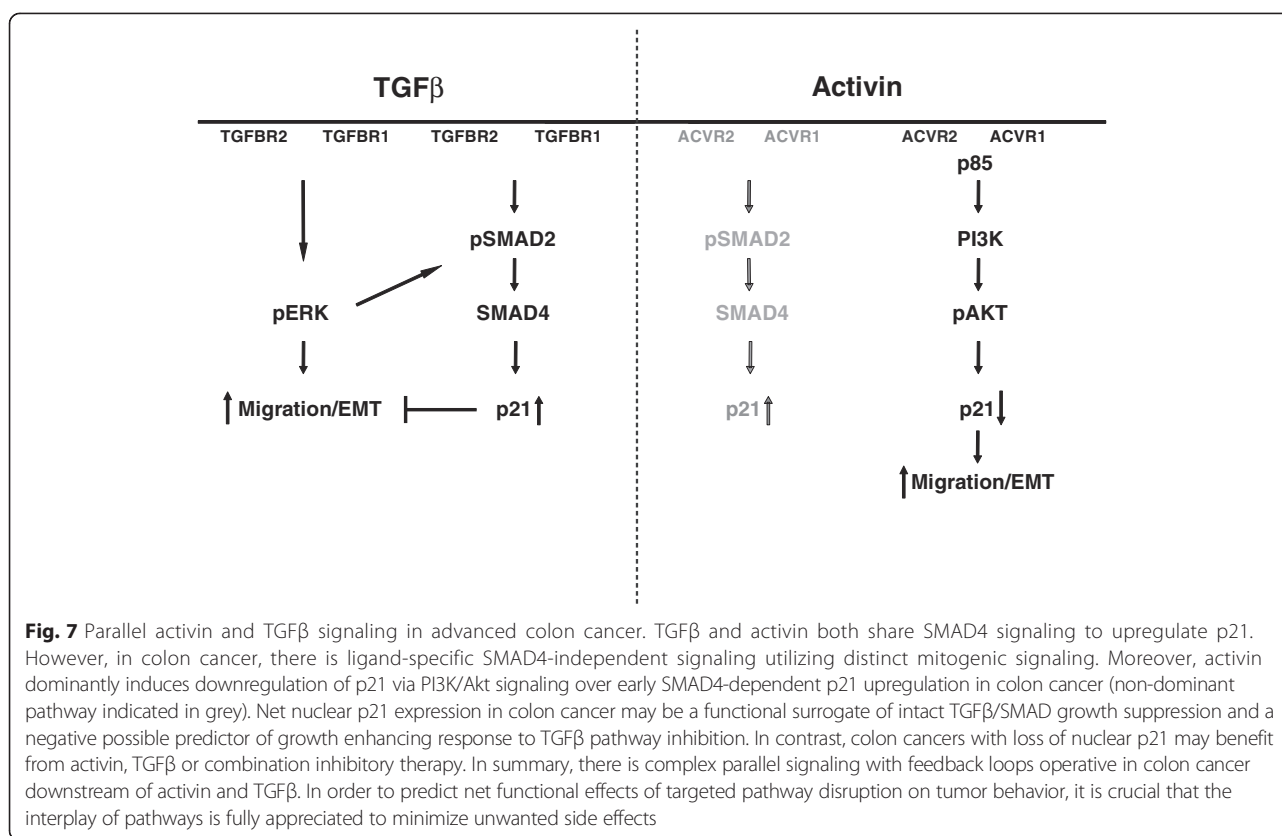 TGFβ Activin
TGFBR2 TGFBR1 TGFBR2 TGFBR1 ACVR2 ACVR1 ACVR2 ACVR1
p85
pSMAD2 pSMAD2 PI3K
pERK SMAD4 SMAD4 pAKT
Migration/EMT p21 p21 p21
Migration/EMT
Fig. 7 Parallel activin and TGFβ signaling in advanced colon cancer. TGFβ and activin both share SMAD4 signaling to upregulate p21.
However, in colon cancer, there is ligand-specific SMAD4-independent signaling utilizing distinct mitogenic signaling. Moreover, activin
dominantly induces downregulation of p21 via PI3K/Akt signaling over early SMAD4-dependent p21 upregulation in colon cancer (non-dominant
pathway indicated in grey). Net nuclear p21 expression in colon cancer may be a functional surrogate of intact TGFβ/SMAD growth suppression and a
negative possible predictor of growth enhancing response to TGFβ pathway inhibition. In contrast, colon cancers with loss of nuclear p21 may benefit
from activin, TGFβ or combination inhibitory therapy. In summary, there is complex parallel signaling with feedback loops operative in colon cancer
downstream of activin and TGFβ. In order to predict net functional effects of targeted pathway disruption on tumor behavior, it is crucial that the
interplay of pathways is fully appreciated to minimize unwanted side effects